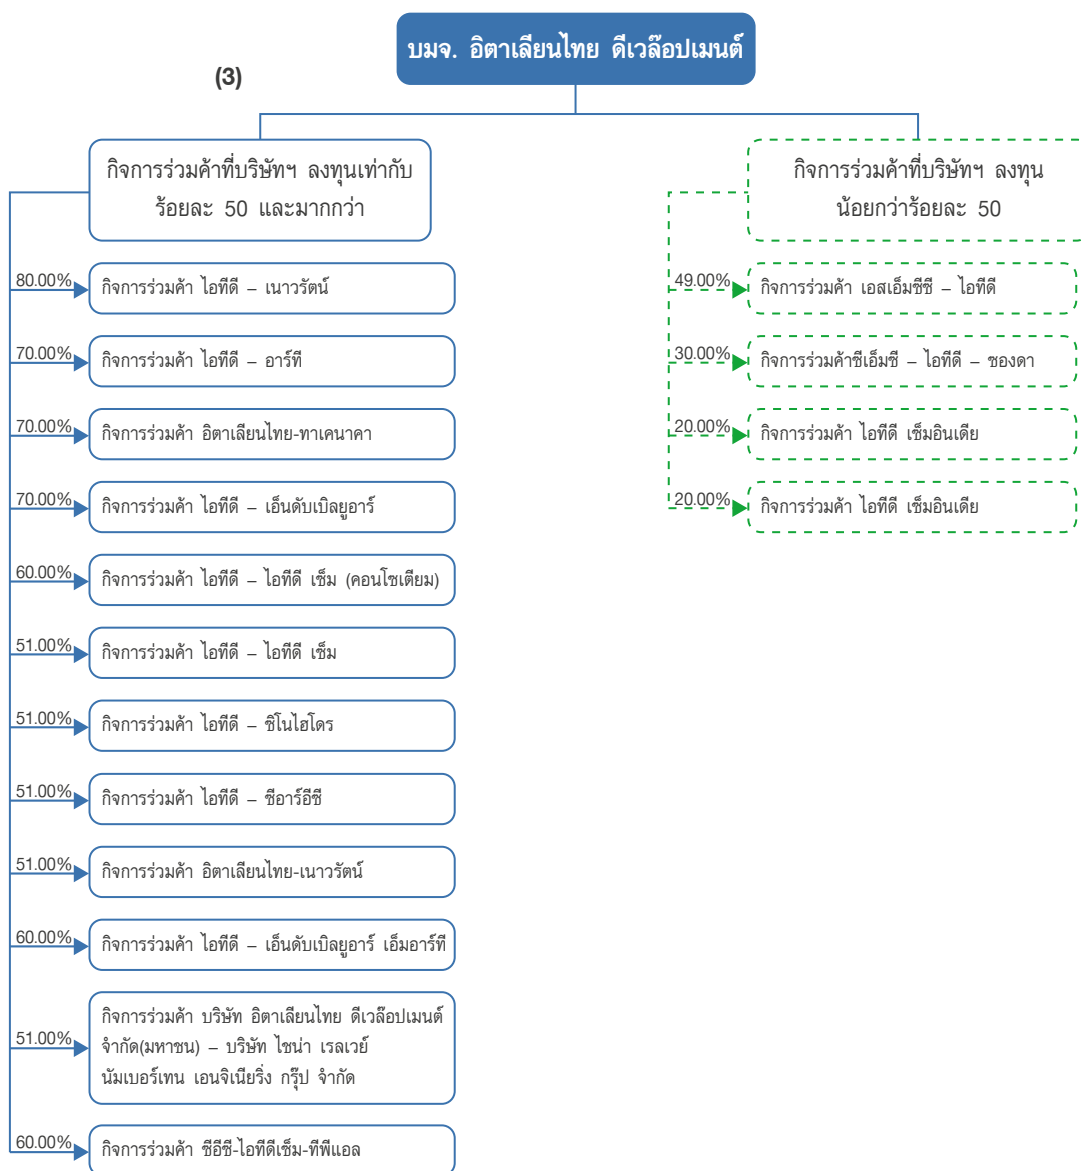 บมจ. อิตาเลียนไทย ดีเวล๊อปเมนต์
(3)
กิจการร่วมค้าที่บริษัทฯ ลงทุนเท่ากับ
ร้อยละ 50 และมากกว่า
80.00%
กิจการร่วมค้า ไอทีดี – เนาวรัตน์
70.00%
กิจการร่วมค้า ไอทีดี – อาร์ที
70.00%
กิจการร่วมค้า อิตาเลียนไทย-ทาเคนาคา
70.00%
กิจการร่วมค้า ไอทีดี – เอ็นดับเบิลยูอาร์
60.00%
กิจการร่วมค้า ไอทีดี – ไอทีดี เซ็ม (คอนโซเตียม)
51.00%
กิจการร่วมค้า ไอทีดี – ไอทีดี เซ็ม
51.00%
กิจการร่วมค้า ไอทีดี – ซิโนไฮโดร
51.00%
กิจการร่วมค้า ไอทีดี – ซีอาร์อีซี
51.00%
กิจการร่วมค้า อิตาเลียนไทย-เนาวรัตน์
60.00%
กิจการร่วมค้า ไอทีดี – เอ็นดับเบิลยูอาร์ เอ็มอาร์ที
51.00%
กิจการร่วมค้า บริษัท อิตาเลียนไทย ดีเวล๊อปเมนต์
จำกัด(มหาชน) – บริษัท ไชน่า เรลเวย์
นัมเบอร์เทน เอนจิเนียริ่ง กรุ๊ป จำกัด
60.00%
กิจการร่วมค้า ซีอีซี-ไอทีดีเซ็ม-ทีพีแอล
กิจการร่วมค้าที่บริษัทฯ ลงทุน
น้อยกว่าร้อยละ 50
49.00%
กิจการร่วมค้า เอสเอ็มซีซี – ไอทีดี
30.00%
กิจการร่วมค้าซีเอ็มซี – ไอทีดี – ซองดา
20.00%
กิจการร่วมค้า ไอทีดี เซ็มอินเดีย
20.00%
กิจการร่วมค้า ไอทีดี เซ็มอินเดีย